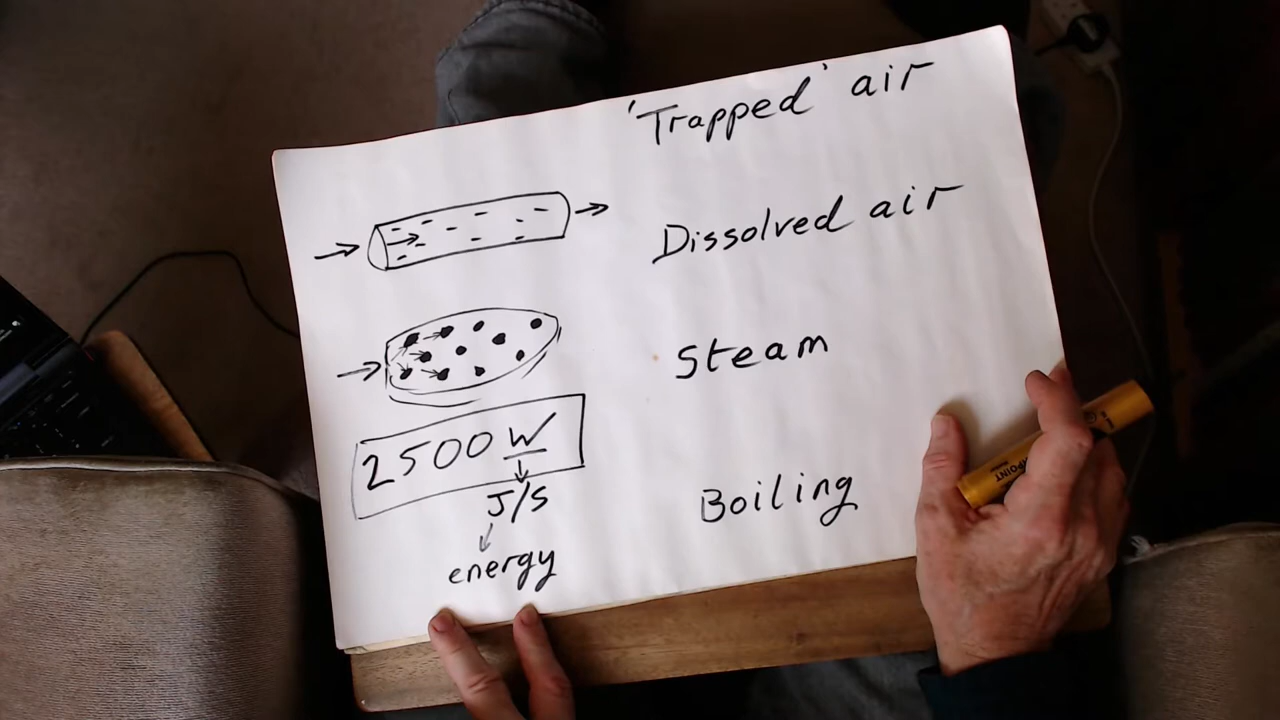 'Trapped' air
Dissolved air
Steam
Boiling
2500 W
J/S
energy